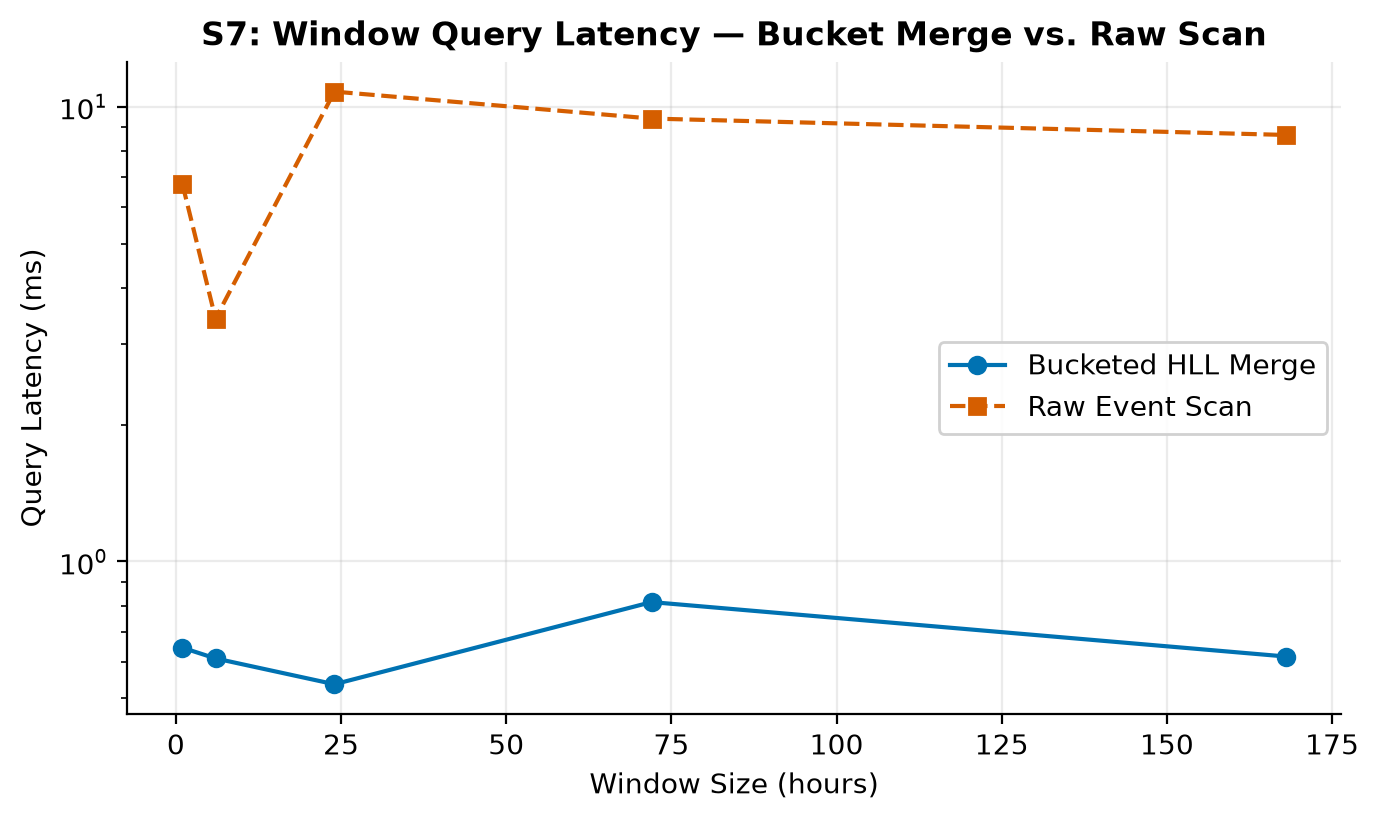 S7: Window Query Latency — Bucket Merge vs. Raw Scan
Query Latency (ms)
10¹
10⁰
Bucketed HLL Merge
Raw Event Scan
0 25 50 75 100 125 150 175
Window Size (hours)